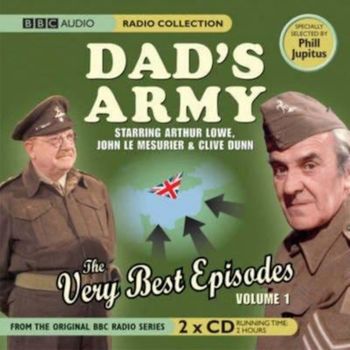 BBC AUDIO
RADIO COLLECTION
SPECIALLY
SELECTED BY
Phill
Jupitus
DAD'S
ARMY
STARRING ARTHUR LOWE,
JOHN LE MESURIER & CLIVE DUNN
The
Very Best Episodes
VOLUME 1
FROM THE ORIGINAL BBC RADIO SERIES
2 x CD
RUNNING TIME:
2 HOURS